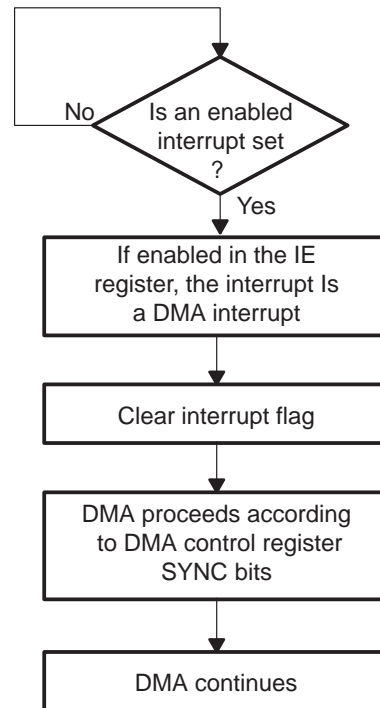 No
Is an enabled
interrupt set
?
Yes
If enabled in the IE
register, the interrupt Is
a DMA interrupt
Clear interrupt flag
DMA proceeds according
to DMA control register
SYNC bits
DMA continues